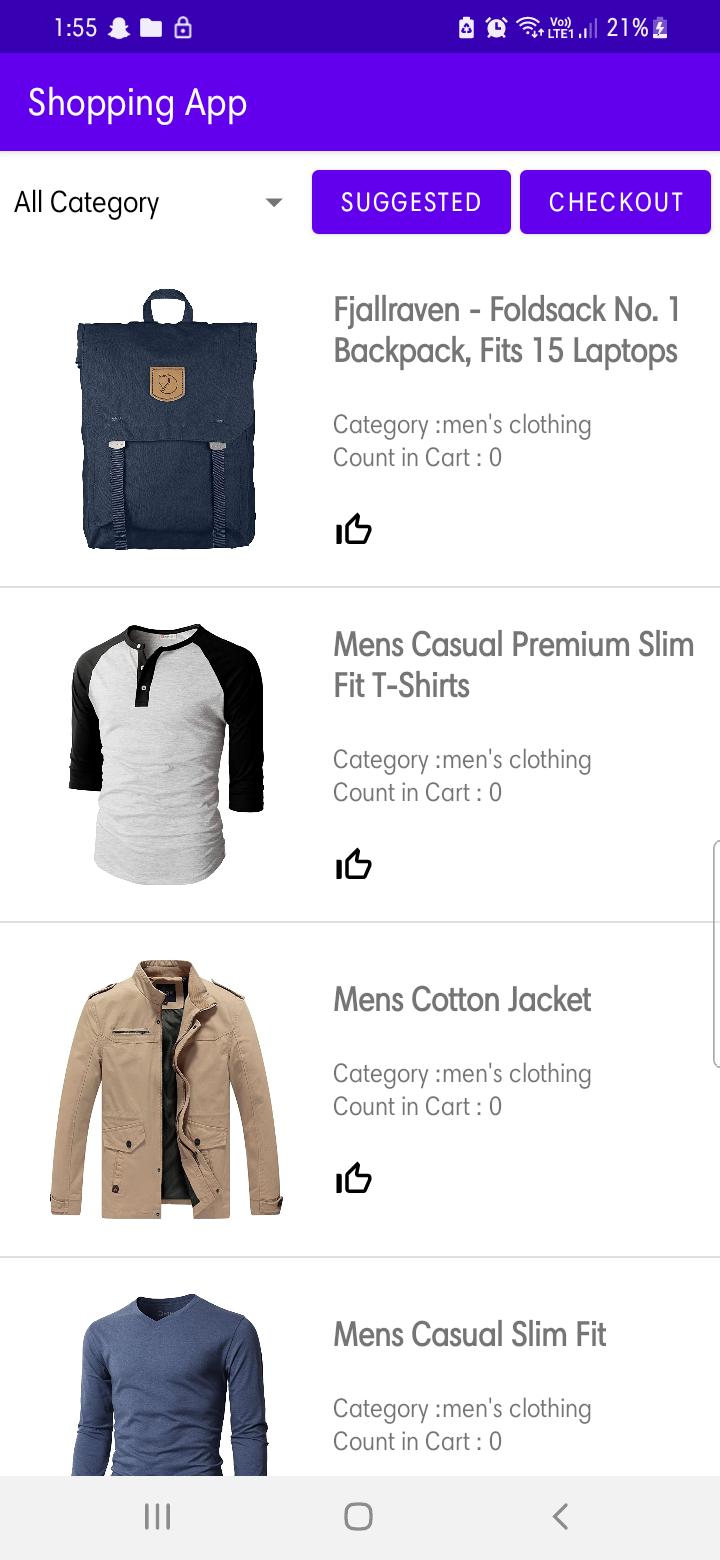 1:55
Vo))
LTE1
21%
Shopping App
All Category
SUGGESTED
CHECKOUT
Fjallraven - Foldsack No. 1
Backpack, Fits 15 Laptops
Category :men's clothing
Count in Cart : 0
Mens Casual Premium Slim
Fit T-Shirts
Category :men's clothing
Count in Cart : 0
Mens Cotton Jacket
Category :men's clothing
Count in Cart : 0
Mens Casual Slim Fit
Category :men's clothing
Count in Cart : 0